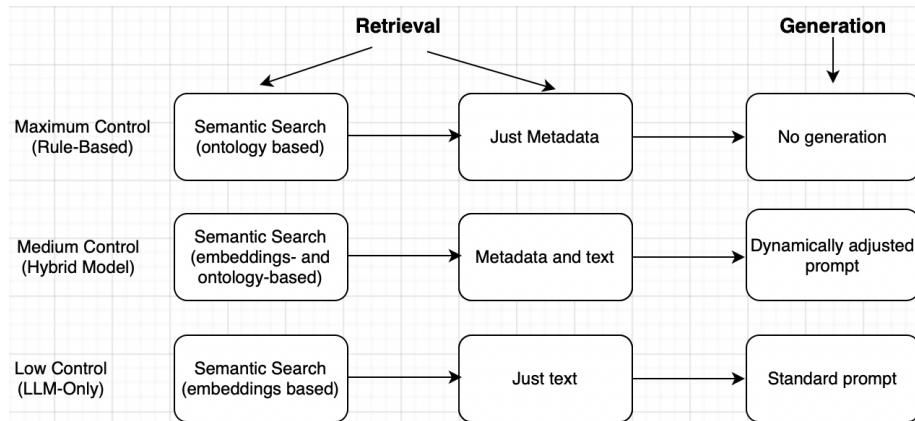 Retrieval
Generation
Maximum Control
(Rule-Based)
Semantic Search
(ontology based)
Just Metadata
No generation
Medium Control
(Hybrid Model)
Semantic Search
(embeddings- and
ontology-based)
Metadata and text
Dynamically adjusted
prompt
Low Control
(LLM-Only)
Semantic Search
(embeddings based)
Just text
Standard prompt